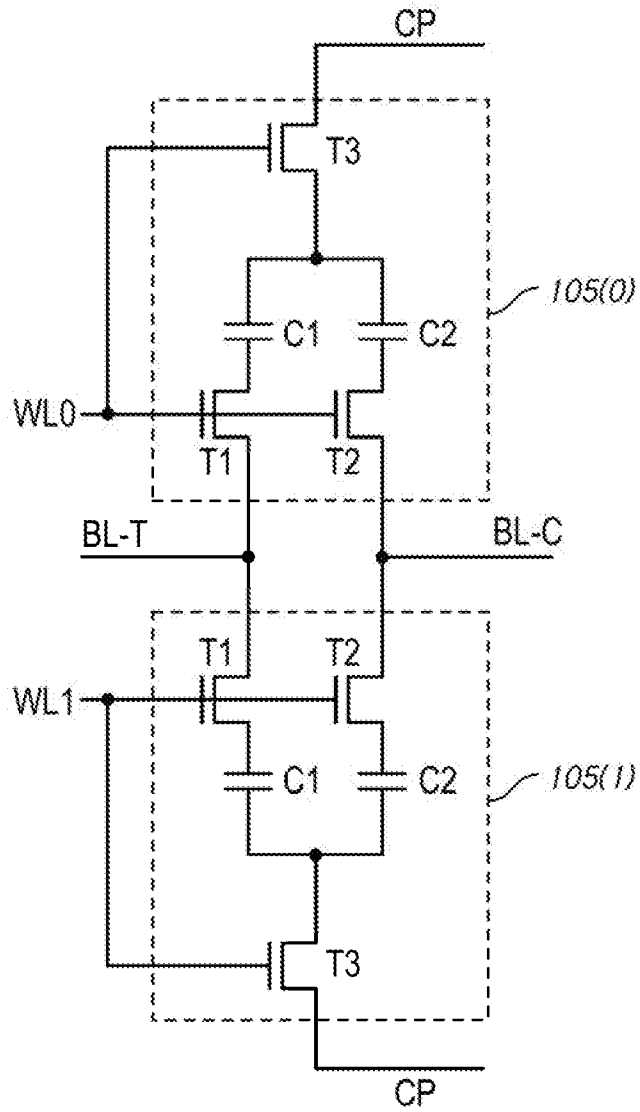 CP
T3
105(0)
C1 C2
WL0
T1 T2
BL-T BL-C
T1 T2
WL1
C1 C2
105(1)
T3
CP